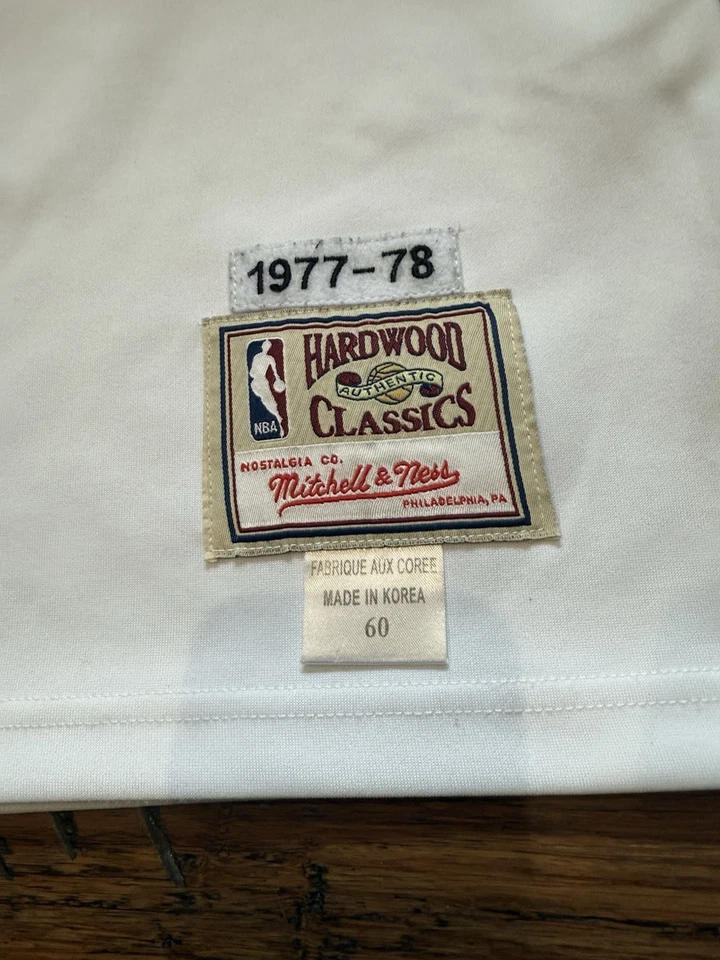 1977-78
HARDWOOD
AUTHENTIC
CLASSICS
NBA
NOSTALGIA CO.
Mitchell & Ness
PHILADELPHIA, PA
FABRIQUE AUX COREE
MADE IN KOREA
60